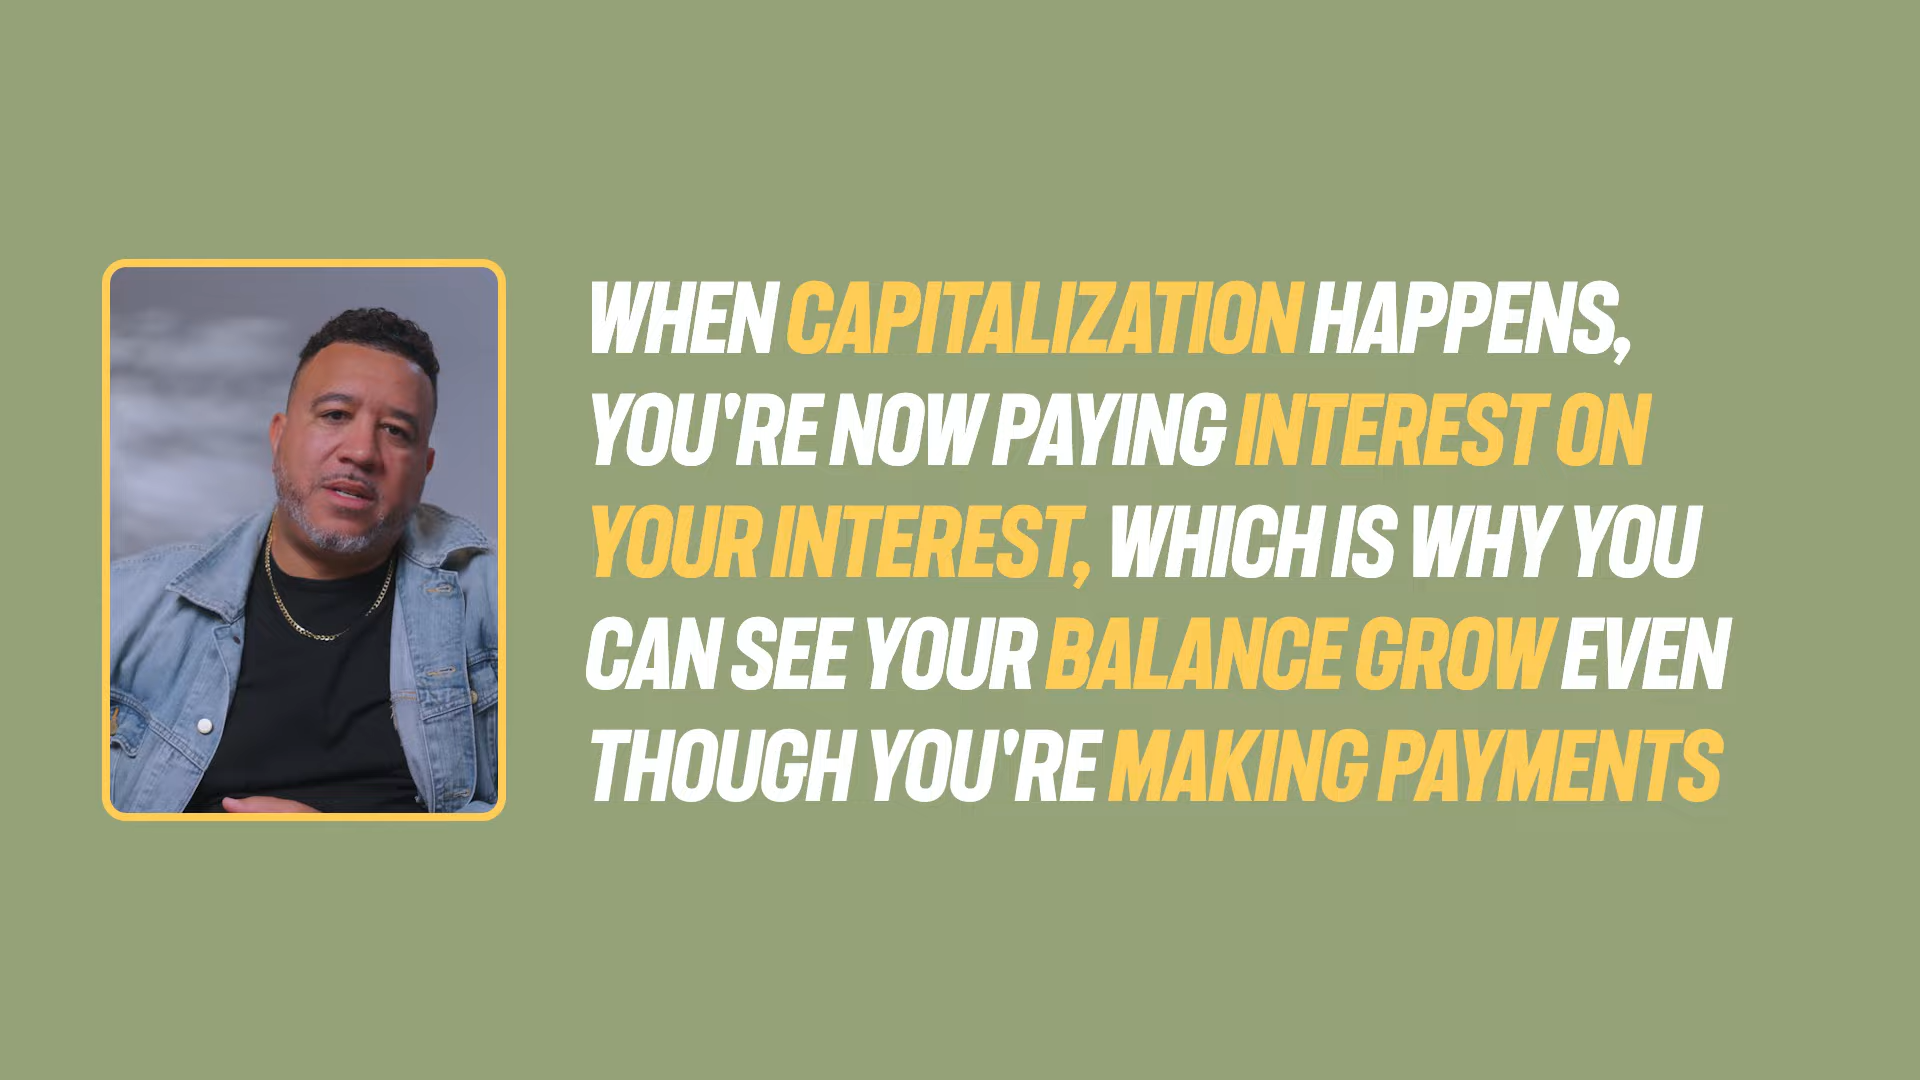 WHEN CAPITALIZATION HAPPENS,
YOU'RE NOW PAYING INTEREST ON
YOUR INTEREST, WHICH IS WHY YOU
CAN SEE YOUR BALANCE GROW EVEN
THOUGH YOU'RE MAKING PAYMENTS